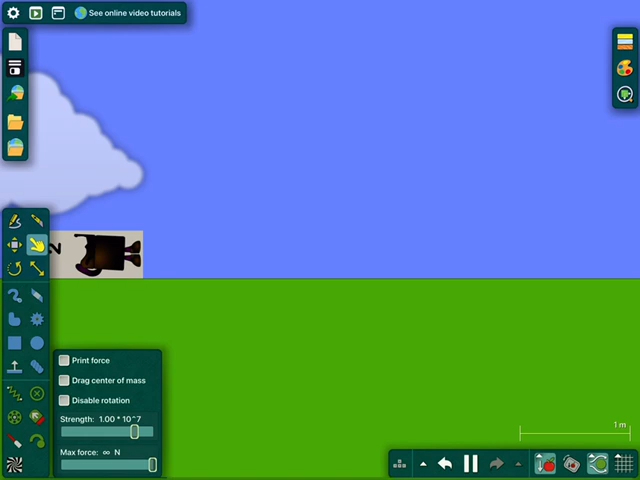 See online video tutorials
2
Print force
Drag center of mass
Disable rotation
Strength: 1.00 * 10^7
Max force: ∞ N
1 m